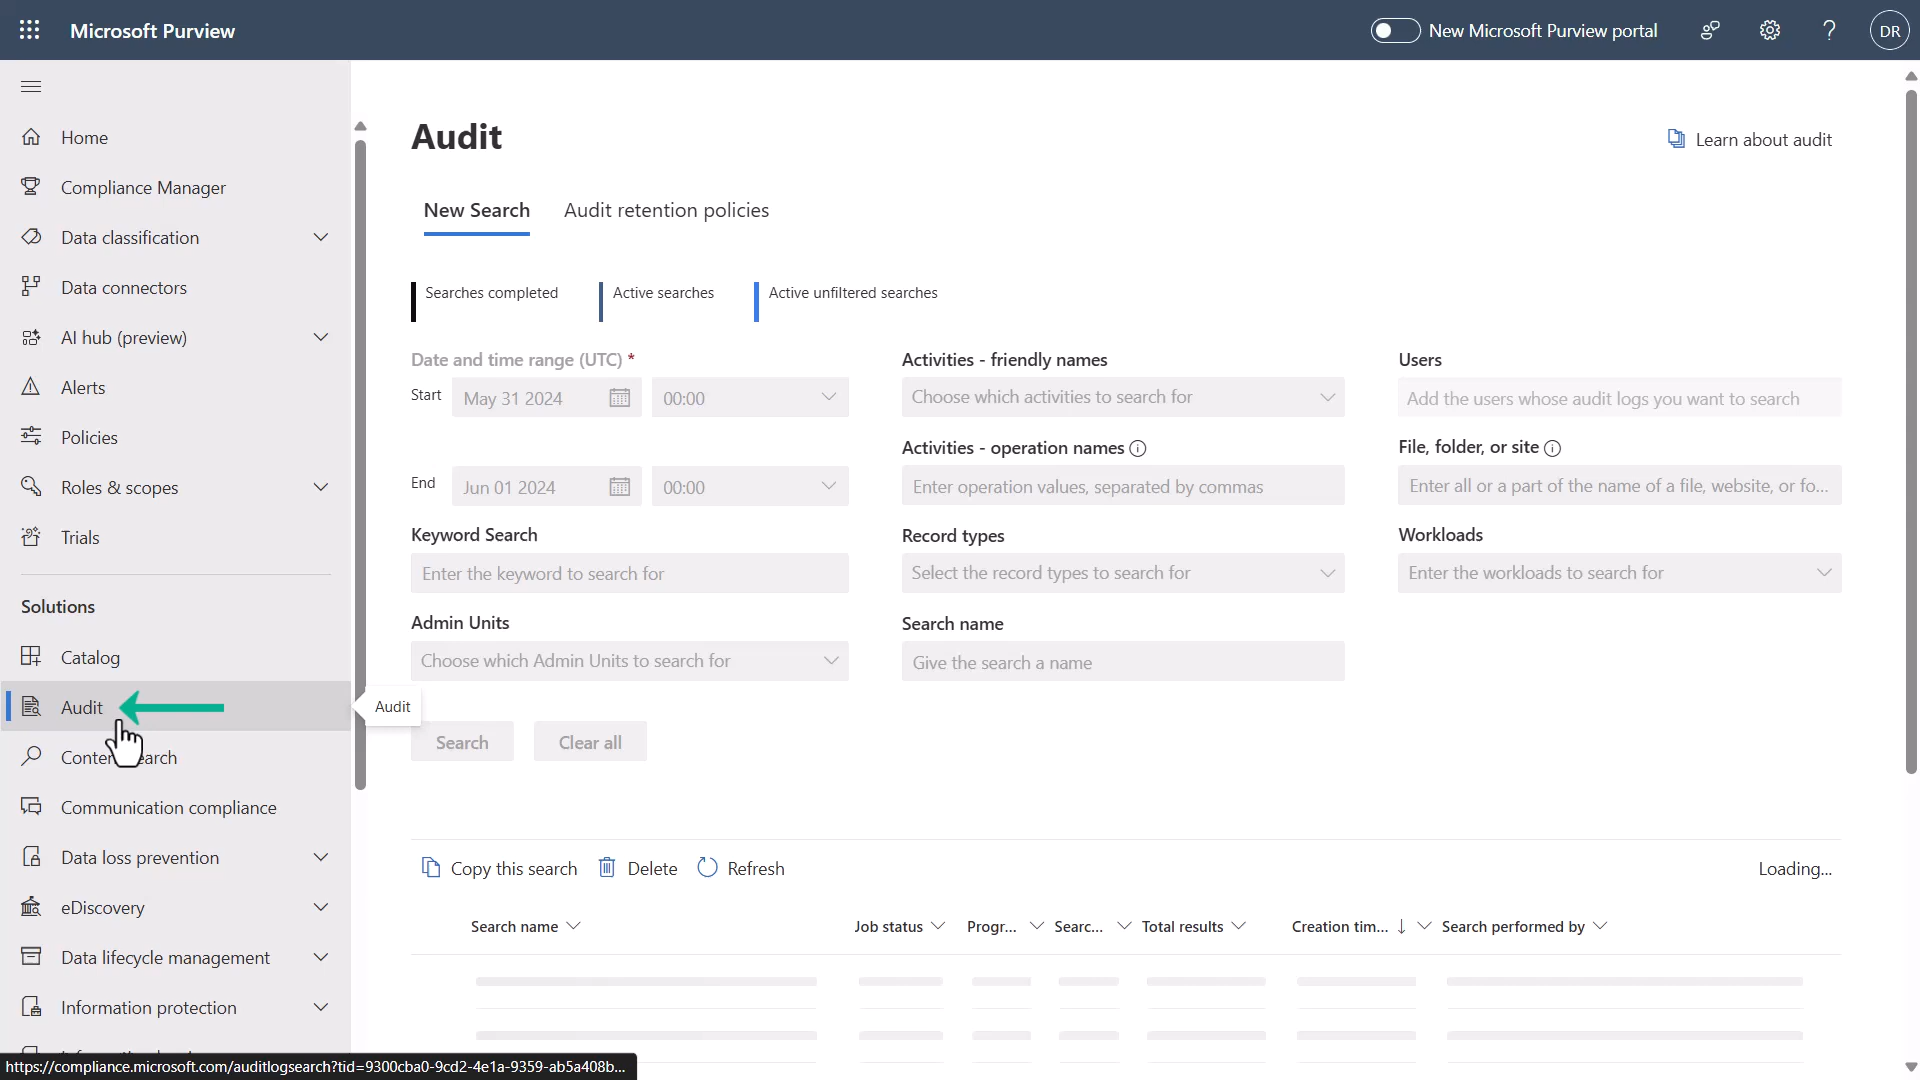 Microsoft Purview
New Microsoft Purview portal
?
DR
Home
Compliance Manager
Data classification
Data connectors
AI hub (preview)
Alerts
Policies
Roles & scopes
Trials
Solutions
Catalog
Audit
Audit
Communication compliance
Data loss prevention
eDiscovery
Data lifecycle management
Information protection
https://compliance.microsoft.com/auditlogsearch?tid=9300cba0-9cd2-4e1a-9359-ab5a408b...
Audit
Learn about audit
New Search
Audit retention policies
Searches completed
Active searches
Active unfiltered searches
Date and time range (UTC) *
Start
May 31 2024
00:00
End
Jun 01 2024
00:00
Keyword Search
Enter the keyword to search for
Admin Units
Choose which Admin Units to search for
Activities - friendly names
Choose which activities to search for
Activities - operation names
Enter operation values, separated by commas
Record types
Select the record types to search for
Search name
Give the search a name
Users
Add the users whose audit logs you want to search
File, folder, or site
Enter all or a part of the name of a file, website, or fo...
Workloads
Enter the workloads to search for
Search
Clear all
Copy this search
Delete
Refresh
Loading...
Search name
Job status
Progr...
Searc...
Total results
Creation tim...
Search performed by